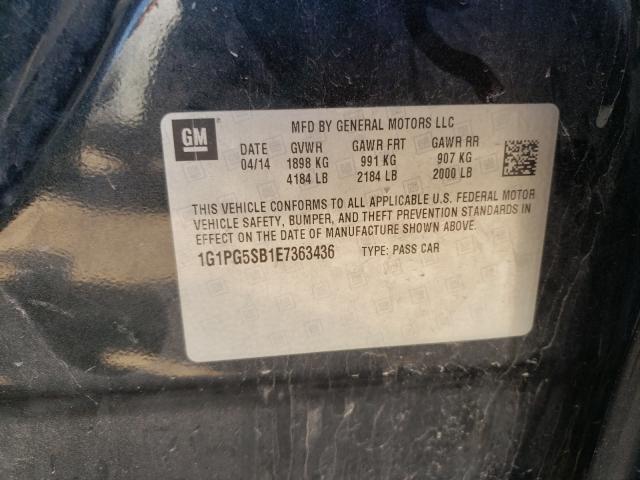 GM
MFD BY GENERAL MOTORS LLC
DATE GVWR GAWR FRT GAWR RR
04/14 1898 KG 991 KG 907 KG
4184 LB 2184 LB 2000 LB
THIS VEHICLE CONFORMS TO ALL APPLICABLE U.S. FEDERAL MOTOR
VEHICLE SAFETY, BUMPER, AND THEFT PREVENTION STANDARDS IN
EFFECT ON THE DATE OF MANUFACTURE SHOWN ABOVE.
1G1PG5SB1E7363436 TYPE: PASS CAR